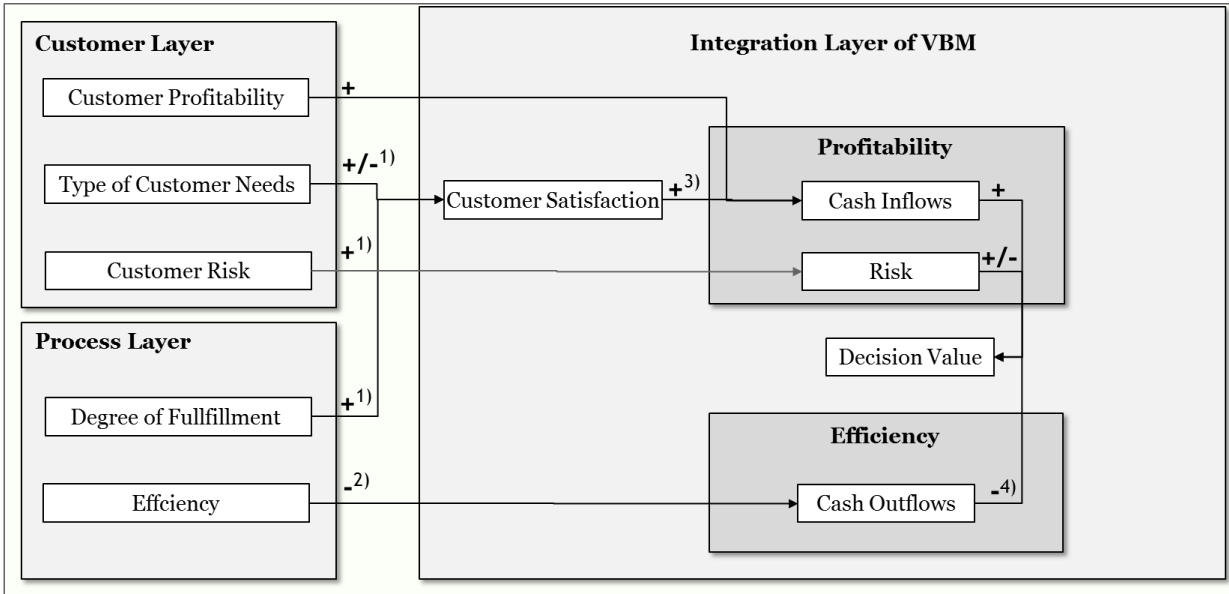 Customer Layer
Integration Layer of VBM
Customer Profitability
+
Profitability
Type of Customer Needs
+/-1)
Customer Satisfaction
+3)
Cash Inflows
+
Customer Risk
+1)
Risk
+/-
Process Layer
Decision Value
Degree of Fullfillment
+1)
Efficiency
Effciency
-2)
Cash Outflows
-4)